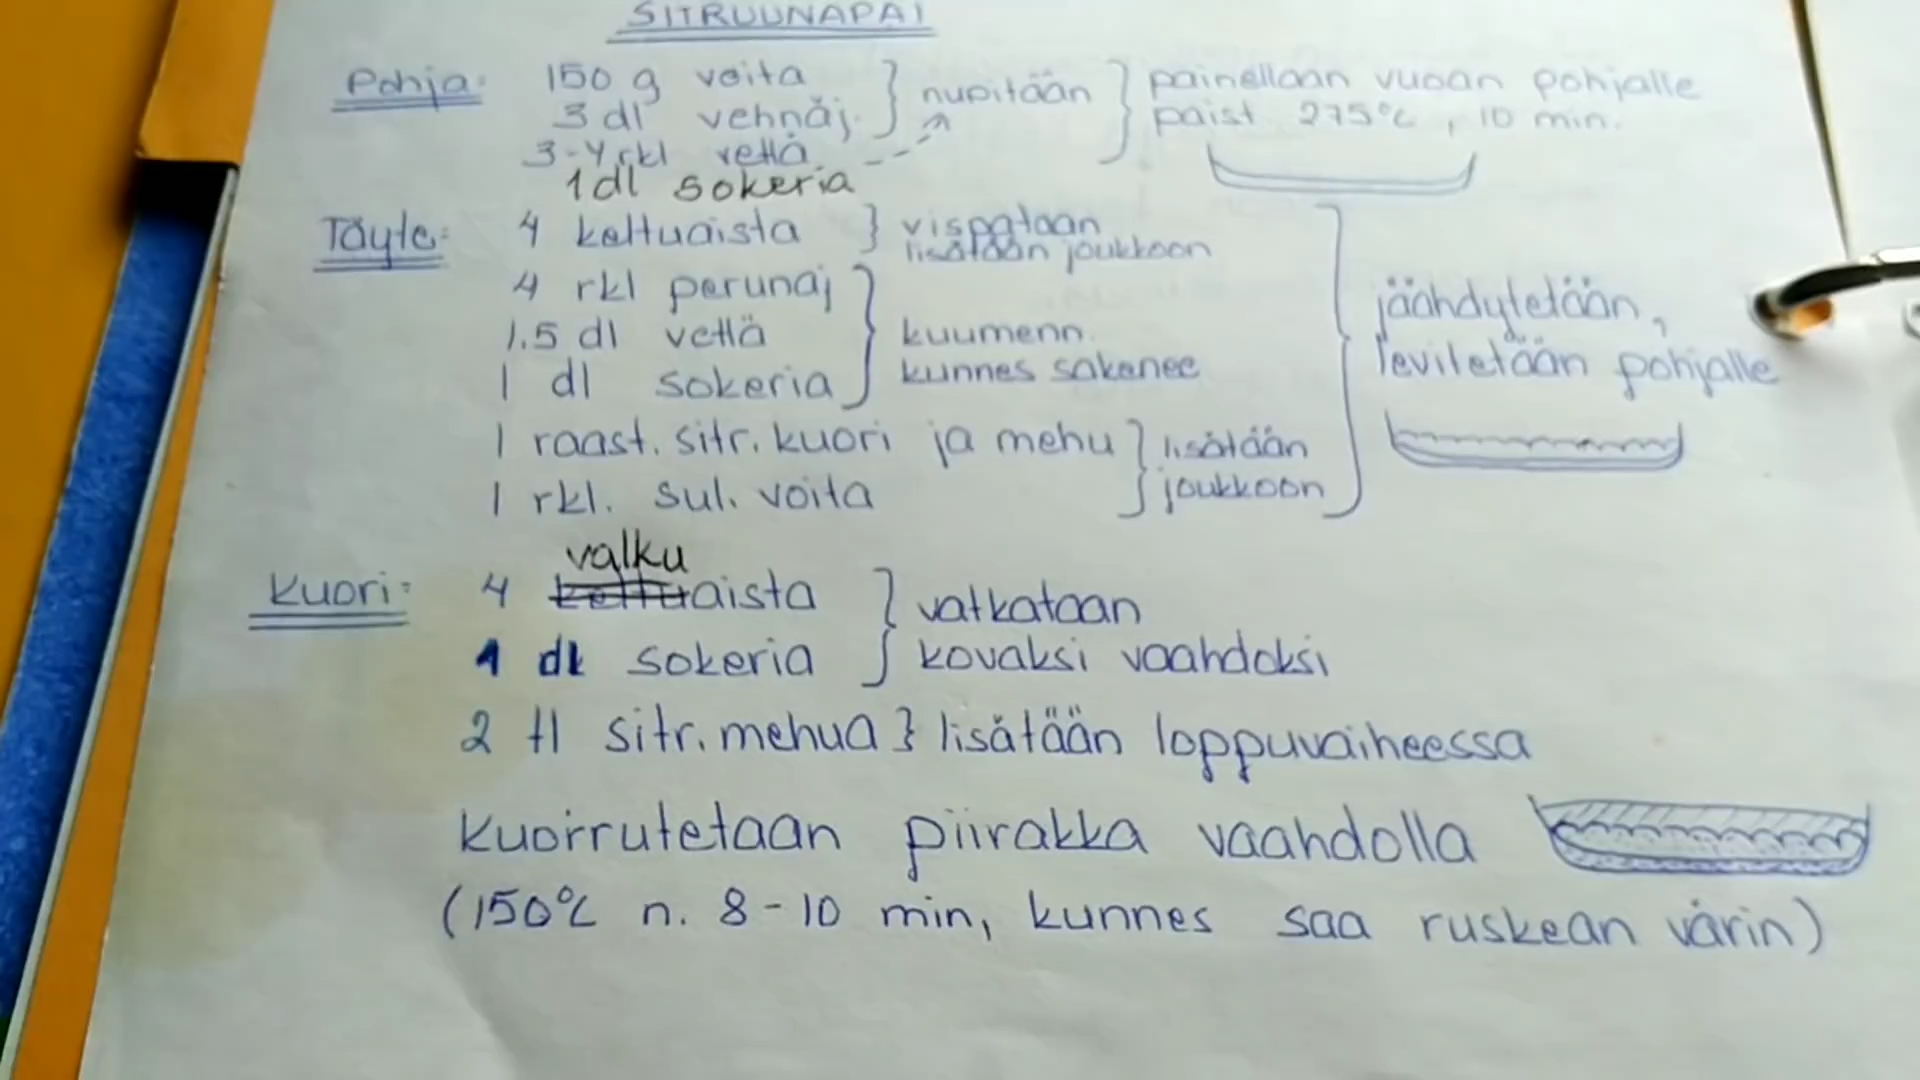 SITRUUNAPAI
Pohja: 150 g voita } nypitään } painellaan vuoan pohjalle
3 dl vehnäj. paist 275°C, 10 min.
3-4 rkl vettä
1 dl sokeria
Täyte: 4 keltuaista } vispataan
lisätään joukkoon
4 rkl perunaj
1.5 dl vettä } kuumenn.
1 dl sokeria kunnes sakenee
jäähdytetään,
levitetään pohjalle
1 raast. sitr. kuori ja mehu } lisätään
1 rkl. sul. voita joukkoon
valku
Kuori: 4 keltuaista } vatkataan
1 dl sokeria kovaksi vaahdoksi
2 tl sitr. mehua } lisätään loppuvaiheessa
Kuorrutetaan piirakka vaahdolla
(150°C n. 8-10 min, kunnes saa ruskean värin)